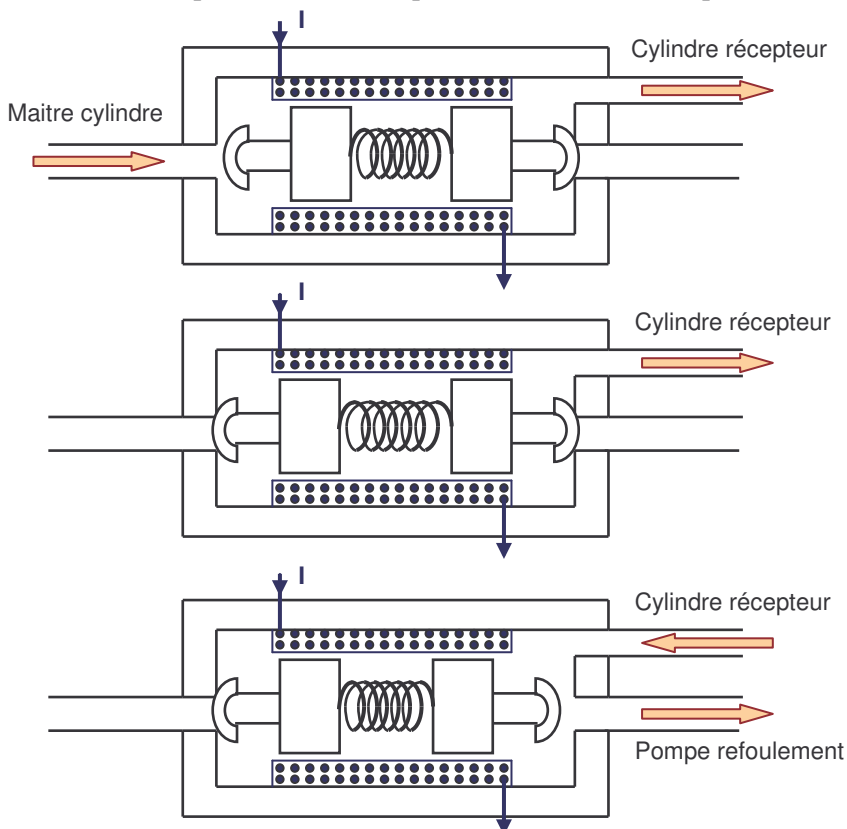 I
Cylindre récepteur
Maitre cylindre
I
Cylindre récepteur
I
Cylindre récepteur
Pompe refoulement